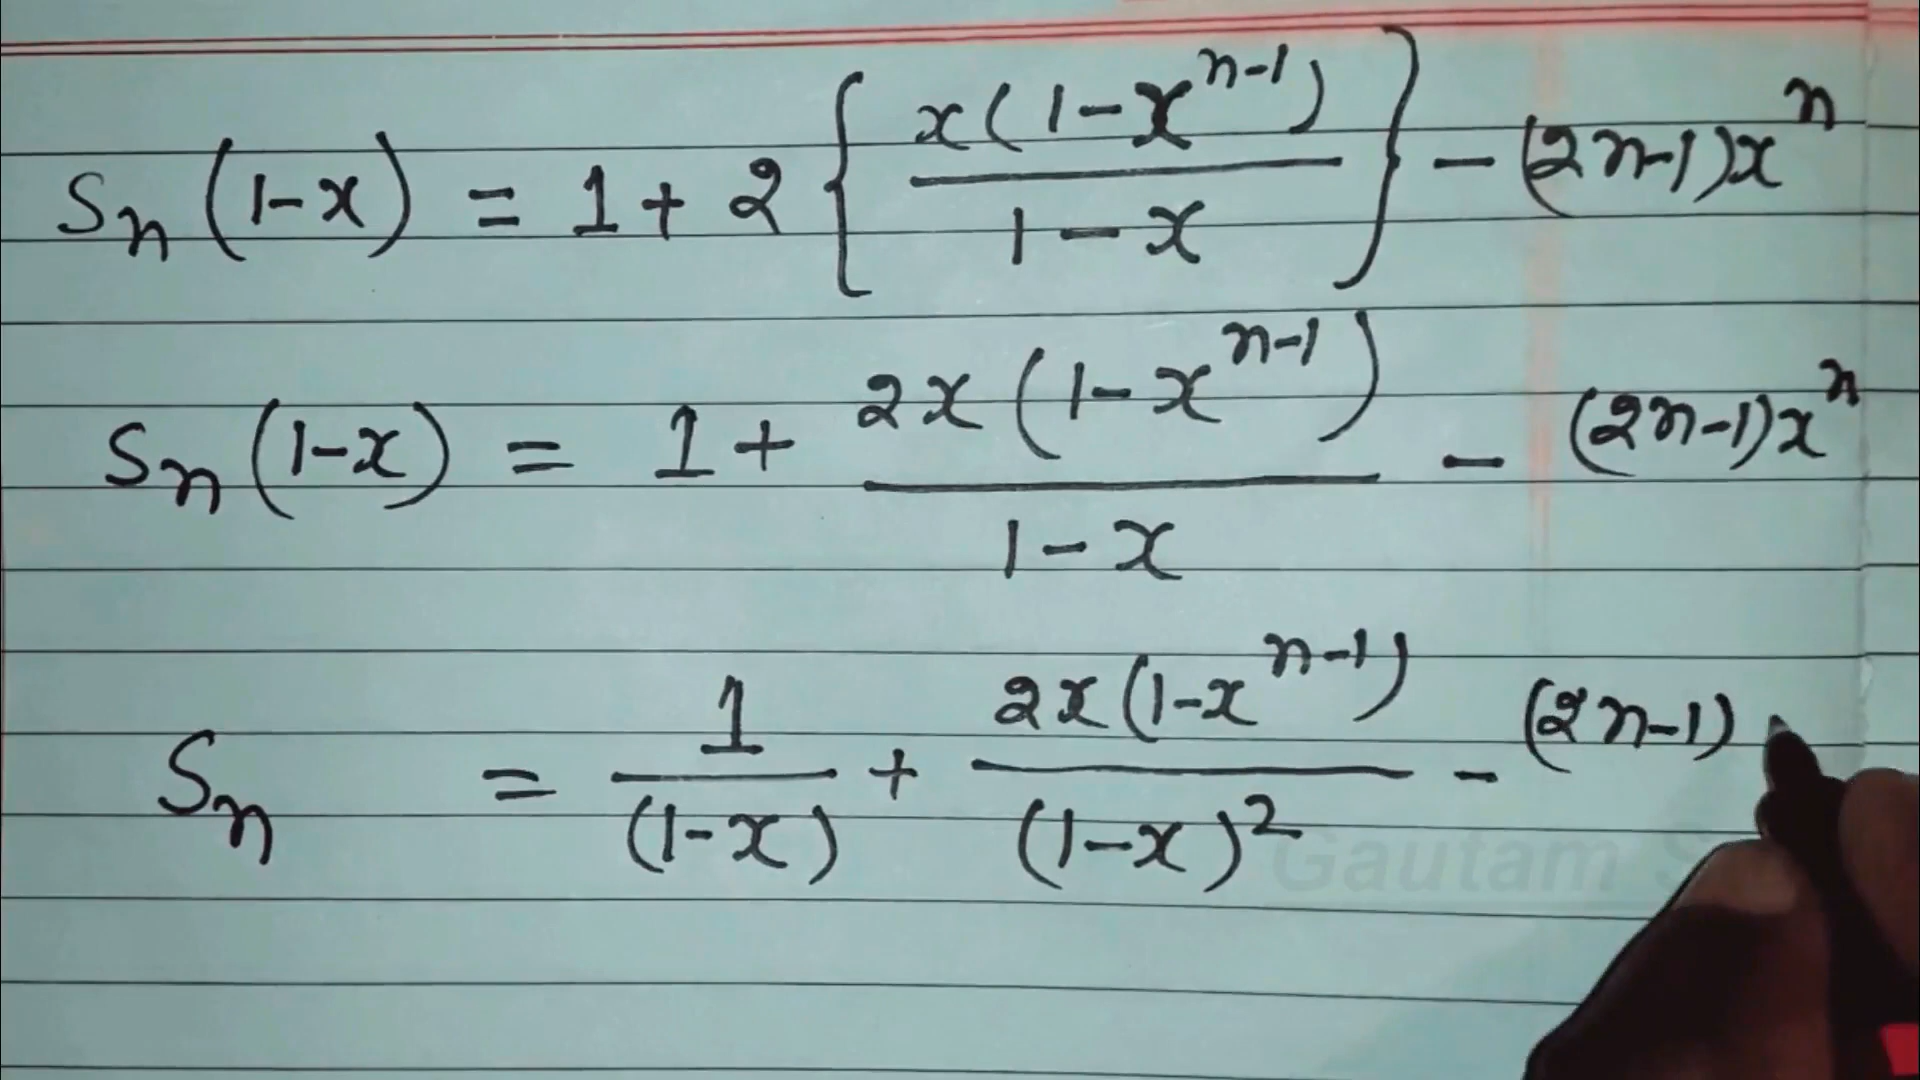 Sn(1-x) = 1+2{x(1-x^{n-1})/1-x} - (2n-1)x^n
Sn(1-x) = 1+ 2x(1-x^{n-1})/1-x - (2n-1)x^n
Sn = 1/(1-x) + 2x(1-x^{n-1})/(1-x)^2 - (2n-1)
Gautam